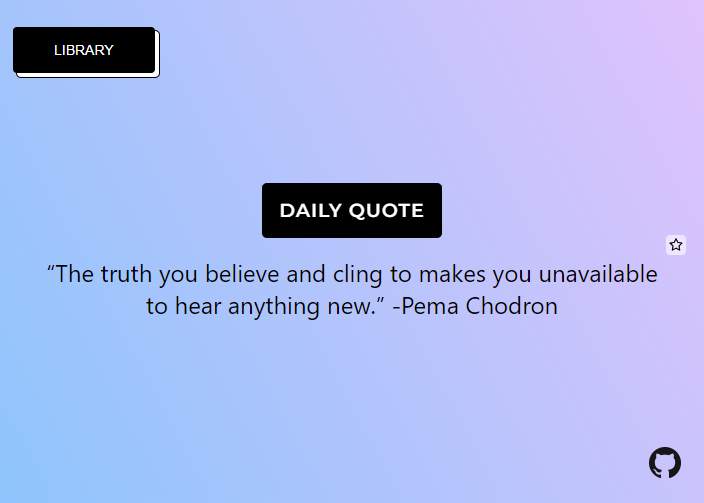 LIBRARY
DAILY QUOTE
“The truth you believe and cling to makes you unavailable
to hear anything new.” -Pema Chodron